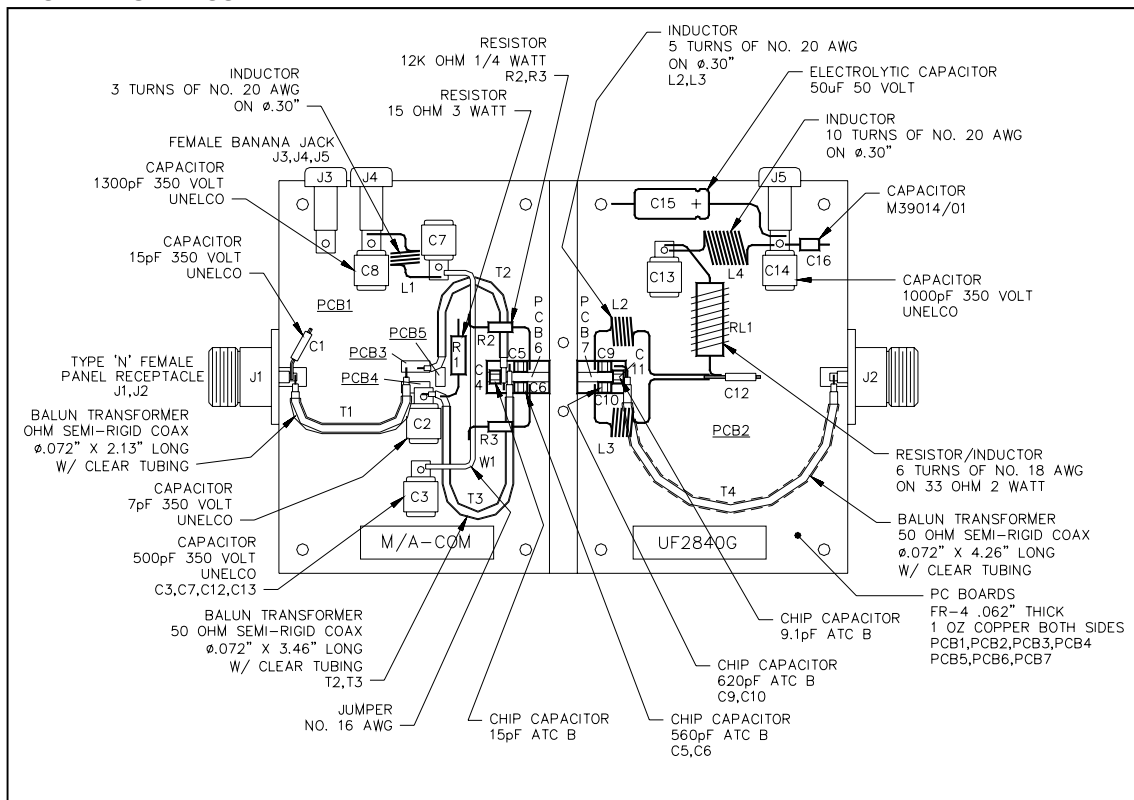 RESISTOR
12K OHM 1/4 WATT
R2,R3
RESISTOR
15 OHM 3 WATT
INDUCTOR
3 TURNS OF NO. 20 AWG
ON ø.30"
FEMALE BANANA JACK
J3,J4,J5
CAPACITOR
1300pF 350 VOLT
UNELCO
CAPACITOR
15pF 350 VOLT
UNELCO
TYPE 'N' FEMALE
PANEL RECEPTACLE
J1,J2
BALUN TRANSFORMER
OHM SEMI-RIGID COAX
ø.072" X 2.13" LONG
W/ CLEAR TUBING
CAPACITOR
7pF 350 VOLT
UNELCO
CAPACITOR
500pF 350 VOLT
UNELCO
C3,C7,C12,C13
BALUN TRANSFORMER
50 OHM SEMI-RIGID COAX
ø.072" X 3.46" LONG
W/ CLEAR TUBING
T2,T3
JUMPER
NO. 16 AWG
J3
J4
C7
C8
L1
T2
PCB1
C1
PCB5
PCB3
PCB4
R1
R2
C4
C5
C6
PCB6
J1
T1
C2
R3
W1
C3
T3
M/A-COM
INDUCTOR
5 TURNS OF NO. 20 AWG
ON ø.30"
L2,L3
ELECTROLYTIC CAPACITOR
50uF 50 VOLT
INDUCTOR
10 TURNS OF NO. 20 AWG
ON ø.30"
CAPACITOR
M39014/01
CAPACITOR
1000pF 350 VOLT
UNELCO
J5
C15
+
C13
L4
C14
C16
PCB7
L2
RL1
C9
C11
C10
C12
J2
L3
PCB2
T4
UF2840G
RESISTOR/INDUCTOR
6 TURNS OF NO. 18 AWG
ON 33 OHM 2 WATT
BALUN TRANSFORMER
50 OHM SEMI-RIGID COAX
ø.072" X 4.26" LONG
W/ CLEAR TUBING
PC BOARDS
FR-4 .062" THICK
1 OZ COPPER BOTH SIDES
PCB1,PCB2,PCB3,PCB4
PCB5,PCB6,PCB7
CHIP CAPACITOR
9.1pF ATC B
CHIP CAPACITOR
620pF ATC B
C9,C10
CHIP CAPACITOR
560pF ATC B
C5,C6
CHIP CAPACITOR
15pF ATC B